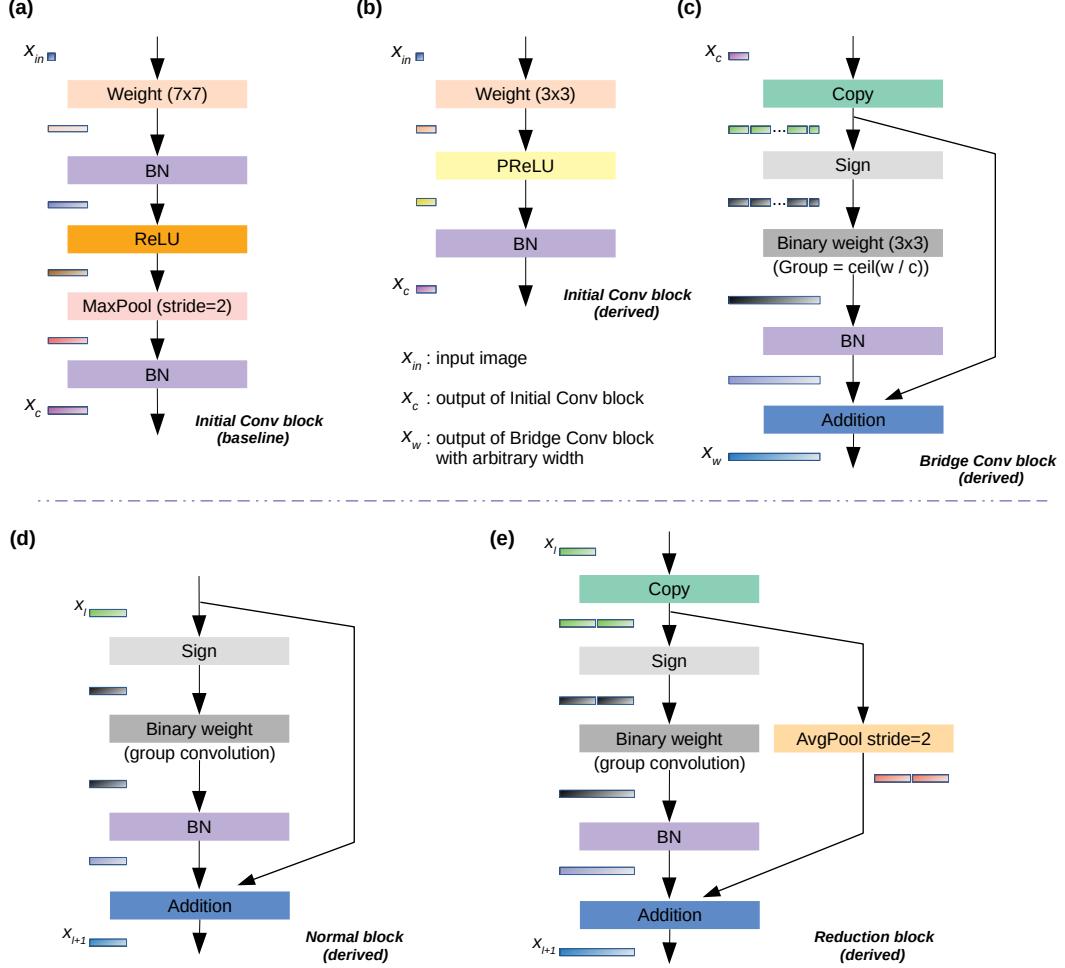 (a)
X_in
Weight (7x7)
BN
ReLU
MaxPool (stride=2)
BN
X_c
Initial Conv block
(baseline)
(b)
X_in
Weight (3x3)
PReLU
BN
X_c
Initial Conv block
(derived)
X_in : input image
X_c : output of Initial Conv block
X_w : output of Bridge Conv block
with arbitrary width
(c)
X_c
Copy
...
Sign
...
Binary weight (3x3)
(Group = ceil(w / c))
BN
Addition
X_w
Bridge Conv block
(derived)
(d)
X_l
Sign
Binary weight
(group convolution)
BN
Addition
X_l+1
Normal block
(derived)
(e)
X_l
Copy
Sign
Binary weight
(group convolution)
AvgPool stride=2
BN
Addition
X_l+1
Reduction block
(derived)